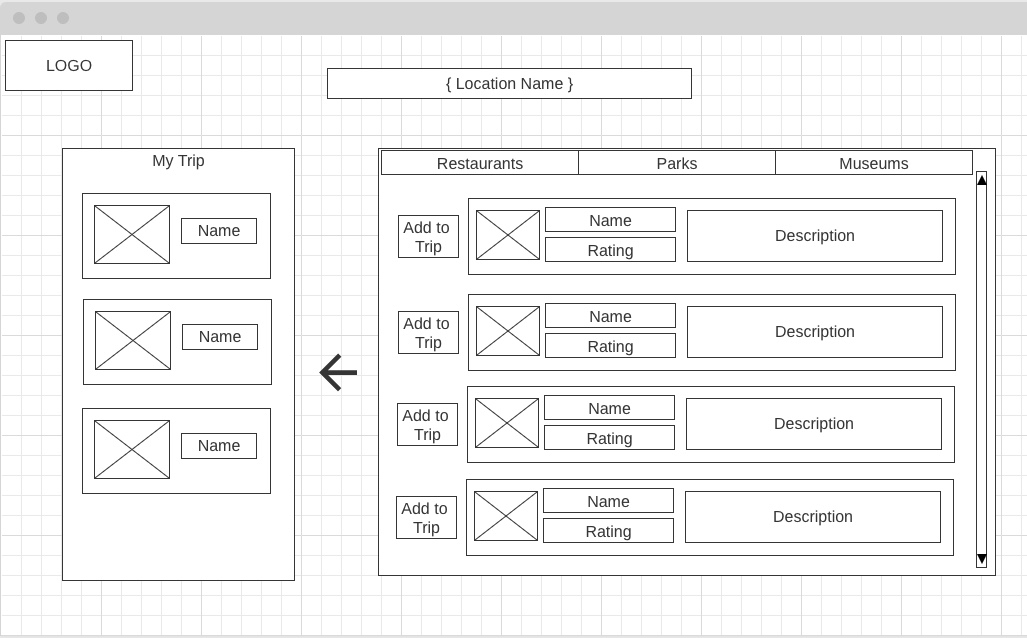 LOGO
{ Location Name }
My Trip
Name
Name
Name
Restaurants
Parks
Museums
Add to
Trip
Name
Rating
Description
Add to
Trip
Name
Rating
Description
Add to
Trip
Name
Rating
Description
Add to
Trip
Name
Rating
Description